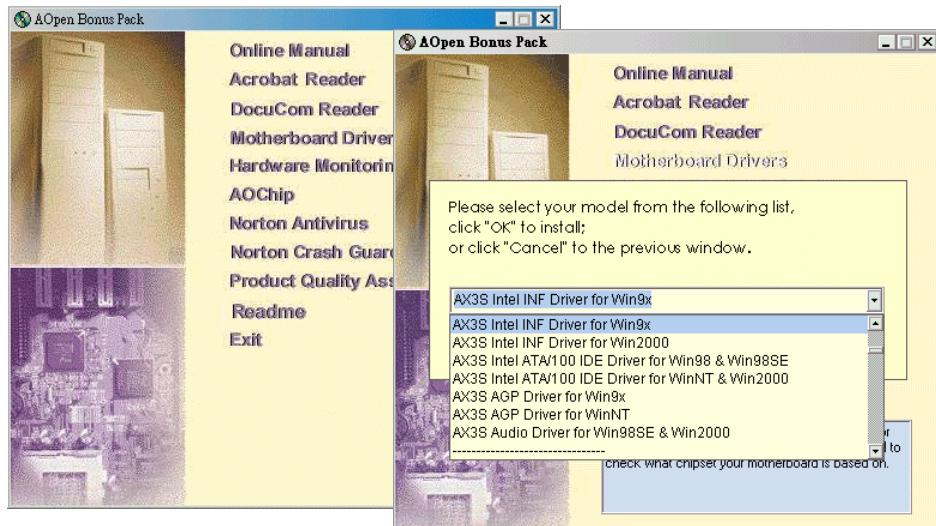 AOpen Bonus Pack
Online Manual
Acrobat Reader
DocuCom Reader
Motherboard Driver
Hardware Monitorin
AOChip
Norton Antivirus
Norton Crash Guar
Product Quality Ass
Readme
Exit
AOpen Bonus Pack
Online Manual
Acrobat Reader
DocuCom Reader
Motherboard Drivers
Please select your model from the following list,
click "OK" to install;
or click "Cancel" to the previous window.
AX3S Intel INF Driver for Win9x
AX3S Intel INF Driver for Win9x
AX3S Intel INF Driver for Win2000
AX3S Intel ATA/100 IDE Driver for Win98 & Win98SE
AX3S Intel ATA/100 IDE Driver for WinNT & Win2000
AX3S AGP Driver for Win9x
AX3S AGP Driver for WinNT
AX3S Audio Driver for Win98SE & Win2000
--------------------------------
to
check what chipset your motherboard is based on.